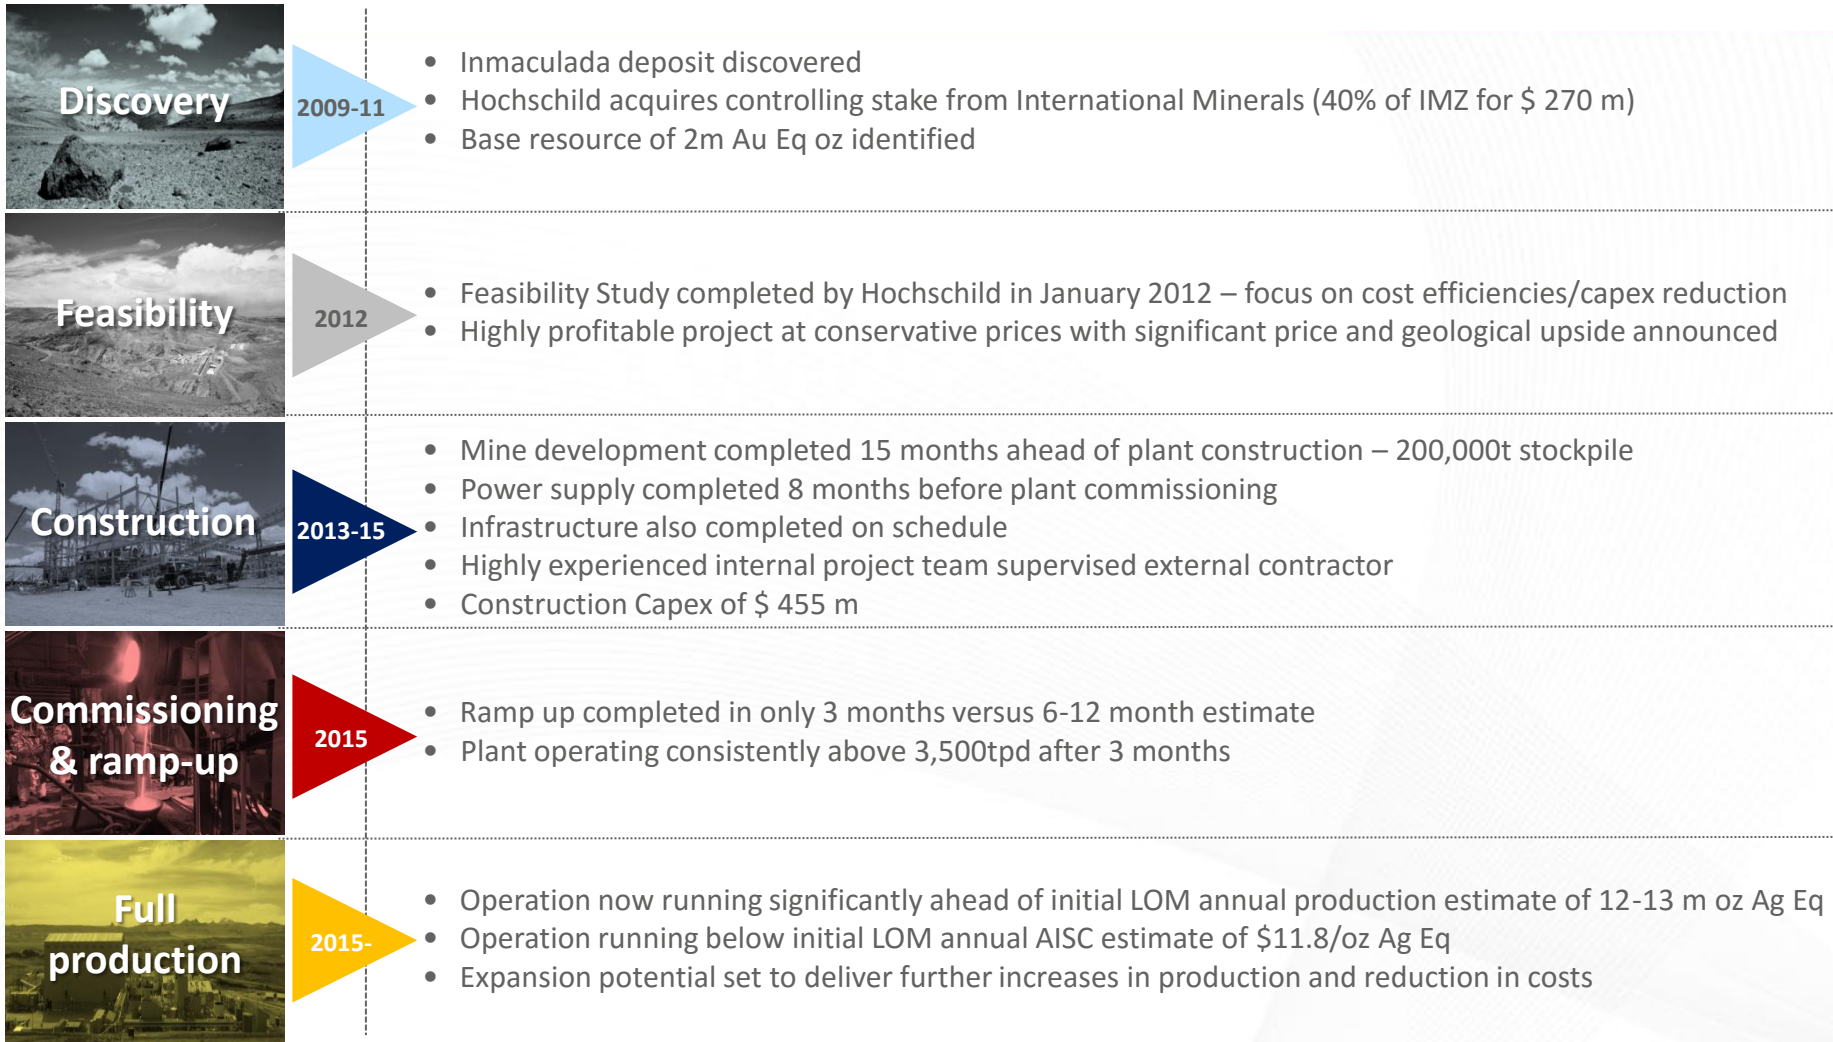 Discovery
2009-11
• Inmaculada deposit discovered
• Hochschild acquires controlling stake from International Minerals (40% of IMZ for $ 270 m)
• Base resource of 2m Au Eq oz identified
Feasibility
2012
• Feasibility Study completed by Hochschild in January 2012 – focus on cost efficiencies/capex reduction
• Highly profitable project at conservative prices with significant price and geological upside announced
Construction
2013-15
• Mine development completed 15 months ahead of plant construction – 200,000t stockpile
• Power supply completed 8 months before plant commissioning
• Infrastructure also completed on schedule
• Highly experienced internal project team supervised external contractor
• Construction Capex of $ 455 m
Commissioning
& ramp-up
2015
• Ramp up completed in only 3 months versus 6-12 month estimate
• Plant operating consistently above 3,500tpd after 3 months
Full
production
2015-
• Operation now running significantly ahead of initial LOM annual production estimate of 12-13 m oz Ag Eq
• Operation running below initial LOM annual AISC estimate of $11.8/oz Ag Eq
• Expansion potential set to deliver further increases in production and reduction in costs